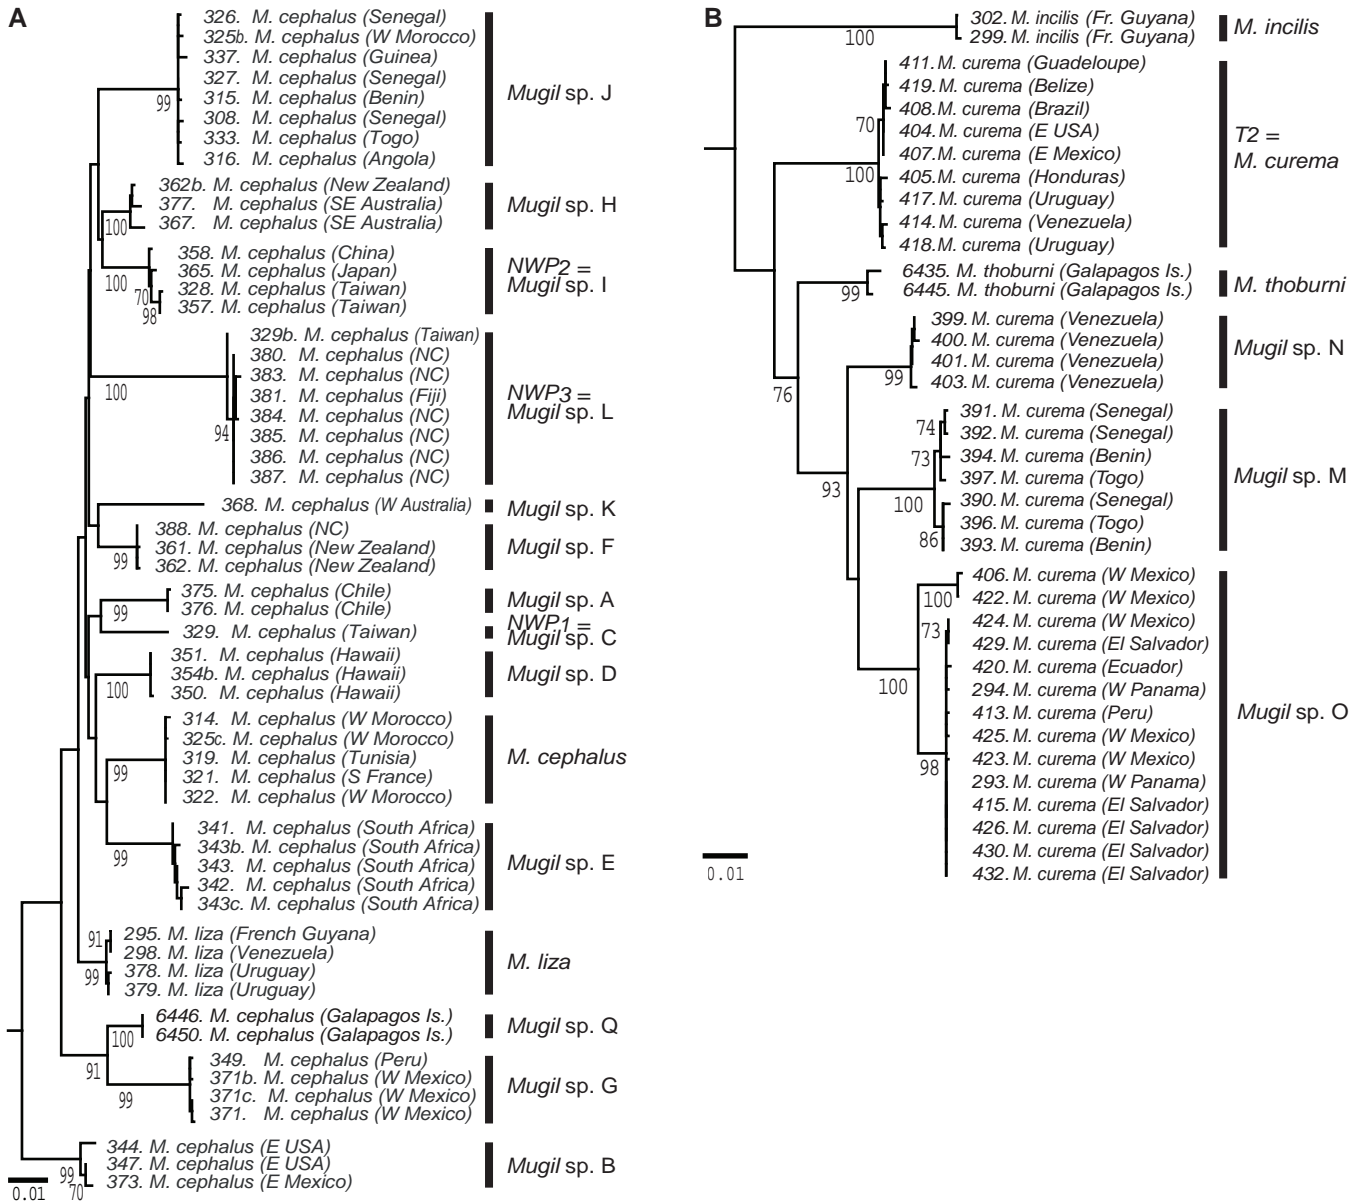 A
326. M. cephalus (Senegal)
325b. M. cephalus (W Morocco)
337. M. cephalus (Guinea)
327. M. cephalus (Senegal)
315. M. cephalus (Benin)
308. M. cephalus (Senegal)
333. M. cephalus (Togo)
316. M. cephalus (Angola)
99
Mugil sp. J
362b. M. cephalus (New Zealand)
377. M. cephalus (SE Australia)
367. M. cephalus (SE Australia)
100
Mugil sp. H
358. M. cephalus (China)
365. M. cephalus (Japan)
328. M. cephalus (Taiwan)
357. M. cephalus (Taiwan)
100
70
98
NWP2 =
Mugil sp. I
329b. M. cephalus (Taiwan)
380. M. cephalus (NC)
383. M. cephalus (NC)
381. M. cephalus (Fiji)
384. M. cephalus (NC)
385. M. cephalus (NC)
386. M. cephalus (NC)
387. M. cephalus (NC)
100
94
NWP3 =
Mugil sp. L
368. M. cephalus (W Australia)
Mugil sp. K
388. M. cephalus (NC)
361. M. cephalus (New Zealand)
362. M. cephalus (New Zealand)
99
Mugil sp. F
375. M. cephalus (Chile)
376. M. cephalus (Chile)
99
Mugil sp. A
329. M. cephalus (Taiwan)
NWP1 =
Mugil sp. C
351. M. cephalus (Hawaii)
354b. M. cephalus (Hawaii)
350. M. cephalus (Hawaii)
100
Mugil sp. D
314. M. cephalus (W Morocco)
325c. M. cephalus (W Morocco)
319. M. cephalus (Tunisia)
321. M. cephalus (S France)
322. M. cephalus (W Morocco)
99
M. cephalus
341. M. cephalus (South Africa)
343b. M. cephalus (South Africa)
343. M. cephalus (South Africa)
342. M. cephalus (South Africa)
343c. M. cephalus (South Africa)
99
Mugil sp. E
295. M. liza (French Guyana)
298. M. liza (Venezuela)
378. M. liza (Uruguay)
379. M. liza (Uruguay)
91
99
M. liza
6446. M. cephalus (Galapagos Is.)
6450. M. cephalus (Galapagos Is.)
100
Mugil sp. Q
91
349. M. cephalus (Peru)
371b. M. cephalus (W Mexico)
371c. M. cephalus (W Mexico)
371. M. cephalus (W Mexico)
99
Mugil sp. G
344. M. cephalus (E USA)
347. M. cephalus (E USA)
373. M. cephalus (E Mexico)
99
70
Mugil sp. B
0.01
B
302. M. incilis (Fr. Guyana)
299. M. incilis (Fr. Guyana)
100
M. incilis
411. M. curema (Guadeloupe)
419. M. curema (Belize)
408. M. curema (Brazil)
404. M. curema (E USA)
407. M. curema (E Mexico)
405. M. curema (Honduras)
417. M. curema (Uruguay)
414. M. curema (Venezuela)
418. M. curema (Uruguay)
70
100
T2 =
M. curema
6435. M. thoburni (Galapagos Is.)
6445. M. thoburni (Galapagos Is.)
99
M. thoburni
76
399. M. curema (Venezuela)
400. M. curema (Venezuela)
401. M. curema (Venezuela)
403. M. curema (Venezuela)
99
Mugil sp. N
93
391. M. curema (Senegal)
392. M. curema (Senegal)
394. M. curema (Benin)
397. M. curema (Togo)
390. M. curema (Senegal)
396. M. curema (Togo)
393. M. curema (Benin)
74
73
100
86
Mugil sp. M
406. M. curema (W Mexico)
422. M. curema (W Mexico)
424. M. curema (W Mexico)
429. M. curema (El Salvador)
420. M. curema (Ecuador)
294. M. curema (W Panama)
413. M. curema (Peru)
425. M. curema (W Mexico)
423. M. curema (W Mexico)
293. M. curema (W Panama)
415. M. curema (El Salvador)
426. M. curema (El Salvador)
430. M. curema (El Salvador)
432. M. curema (El Salvador)
100
73
100
98
Mugil sp. O
0.01